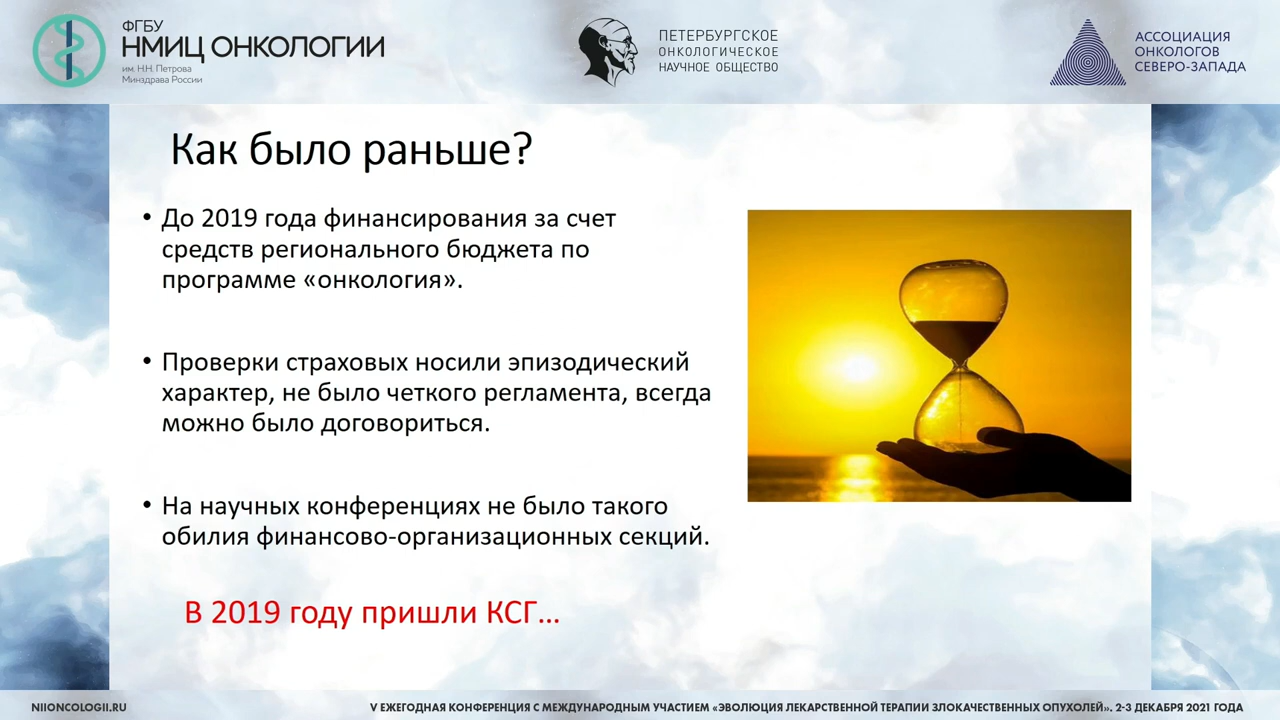 ФГБУ
НМИЦ ОНКОЛОГИИ
им. Н.Н. Петрова
Минздрава России
ПЕТЕРБУРГСКОЕ
ОНКОЛОГИЧЕСКОЕ
НАУЧНОЕ ОБЩЕСТВО
АССОЦИАЦИЯ
ОНКОЛОГОВ
СЕВЕРО-ЗАПАДА
Как было раньше?
• До 2019 года финансирования за счет
средств регионального бюджета по
программе «онкология».
• Проверки страховых носили эпизодический
характер, не было четкого регламента, всегда
можно было договориться.
• На научных конференциях не было такого
обилия финансово-организационных секций.
В 2019 году пришли КСГ...
NIIONCOLOGII.RU
V ЕЖЕГОДНАЯ КОНФЕРЕНЦИЯ С МЕЖДУНАРОДНЫМ УЧАСТИЕМ «ЭВОЛЮЦИЯ ЛЕКАРСТВЕННОЙ ТЕРАПИИ ЗЛОКАЧЕСТВЕННЫХ ОПУХОЛЕЙ». 2-3 ДЕКАБРЯ 2021 ГОДА